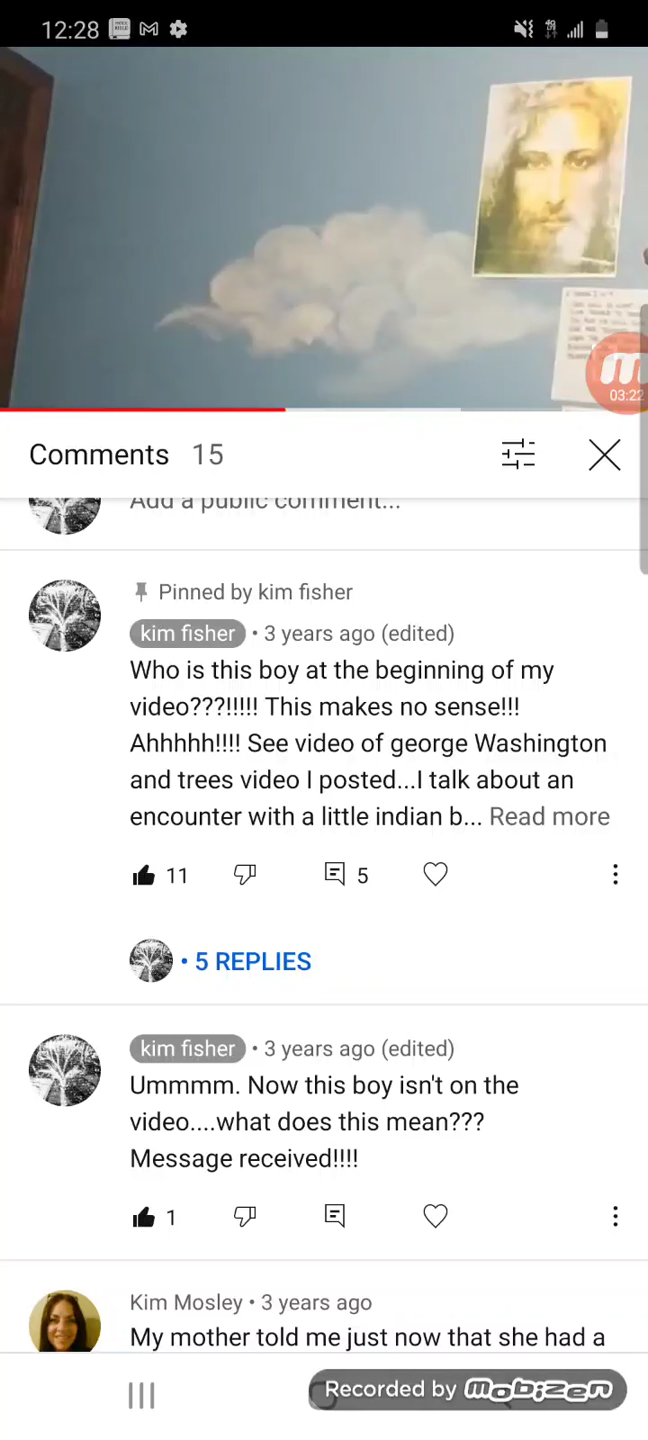 12:28
03:22
Comments 15
Add a public comment...
Pinned by kim fisher
kim fisher • 3 years ago (edited)
Who is this boy at the beginning of my
video???!!!!! This makes no sense!!!
Ahhhhh!!!! See video of george Washington
and trees video I posted...I talk about an
encounter with a little indian b... Read more
11 5
• 5 REPLIES
kim fisher • 3 years ago (edited)
Ummmm. Now this boy isn't on the
video....what does this mean???
Message received!!!!
1
Kim Mosley • 3 years ago
My mother told me just now that she had a
Recorded by mobizen